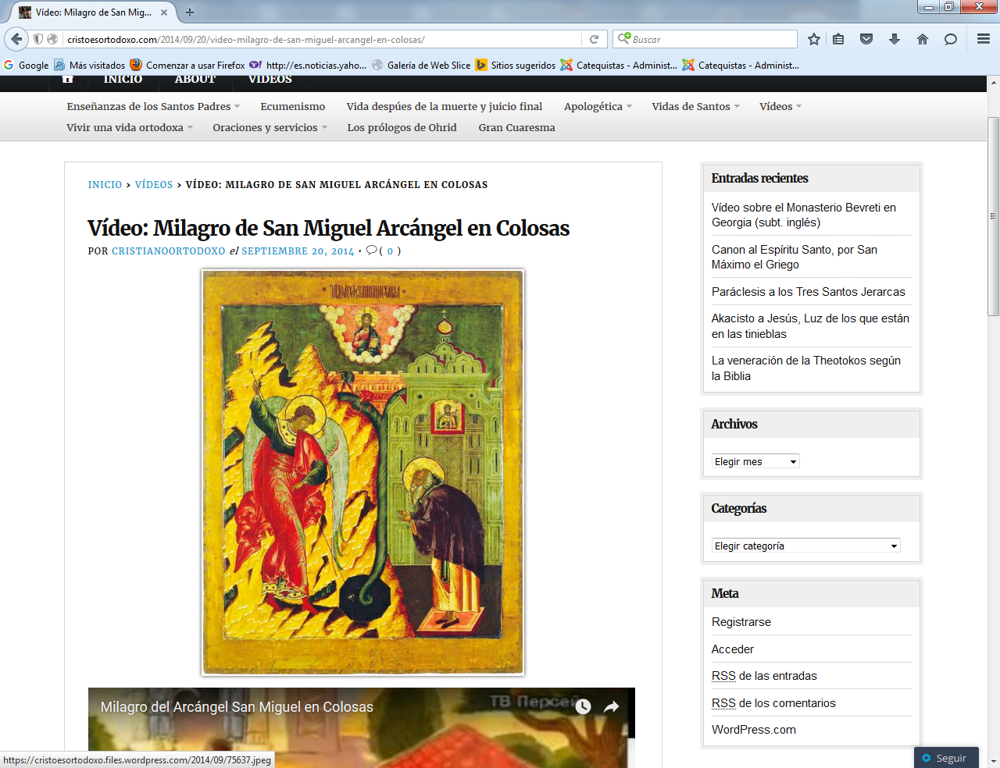 Vídeo: Milagro de San Mig...
cristoesortodoxo.com/2014/09/20/video-milagro-de-san-miguel-arcangel-en-colosas/
Buscar
Google
Más visitados
Comenzar a usar Firefox
http://es.noticias.yaho...
Galería de Web Slice
Sitios sugeridos
Catequistas - Administ...
Catequistas - Administ...
INICIO
ABOUT
VIDEOS
Enseñanzas de los Santos Padres
Ecumenismo
Vida despúes de la muerte y juicio final
Apologética
Vidas de Santos
Vídeos
Vivir una vida ortodoxa
Oraciones y servicios
Los prólogos de Ohrid
Gran Cuaresma
INICIO › VÍDEOS › VÍDEO: MILAGRO DE SAN MIGUEL ARCÁNGEL EN COLOSAS
Vídeo: Milagro de San Miguel Arcángel en Colosas
POR CRISTIANOORTODOXO el SEPTIEMBRE 20, 2014 • ( 0 )
Milagro del Arcángel San Miguel en Colosas
ТВ Персей
Entradas recientes
Vídeo sobre el Monasterio Bevreti en
Georgia (subt. inglés)
Canon al Espíritu Santo, por San
Máximo el Griego
Paráclesis a los Tres Santos Jerarcas
Akacisto a Jesús, Luz de los que están
en las tinieblas
La veneración de la Theotokos según
la Biblia
Archivos
Elegir mes
Categorías
Elegir categoría
Meta
Registrarse
Acceder
RSS de las entradas
RSS de los comentarios
WordPress.com
https://cristoesortodoxo.files.wordpress.com/2014/09/75637.jpeg
Seguir